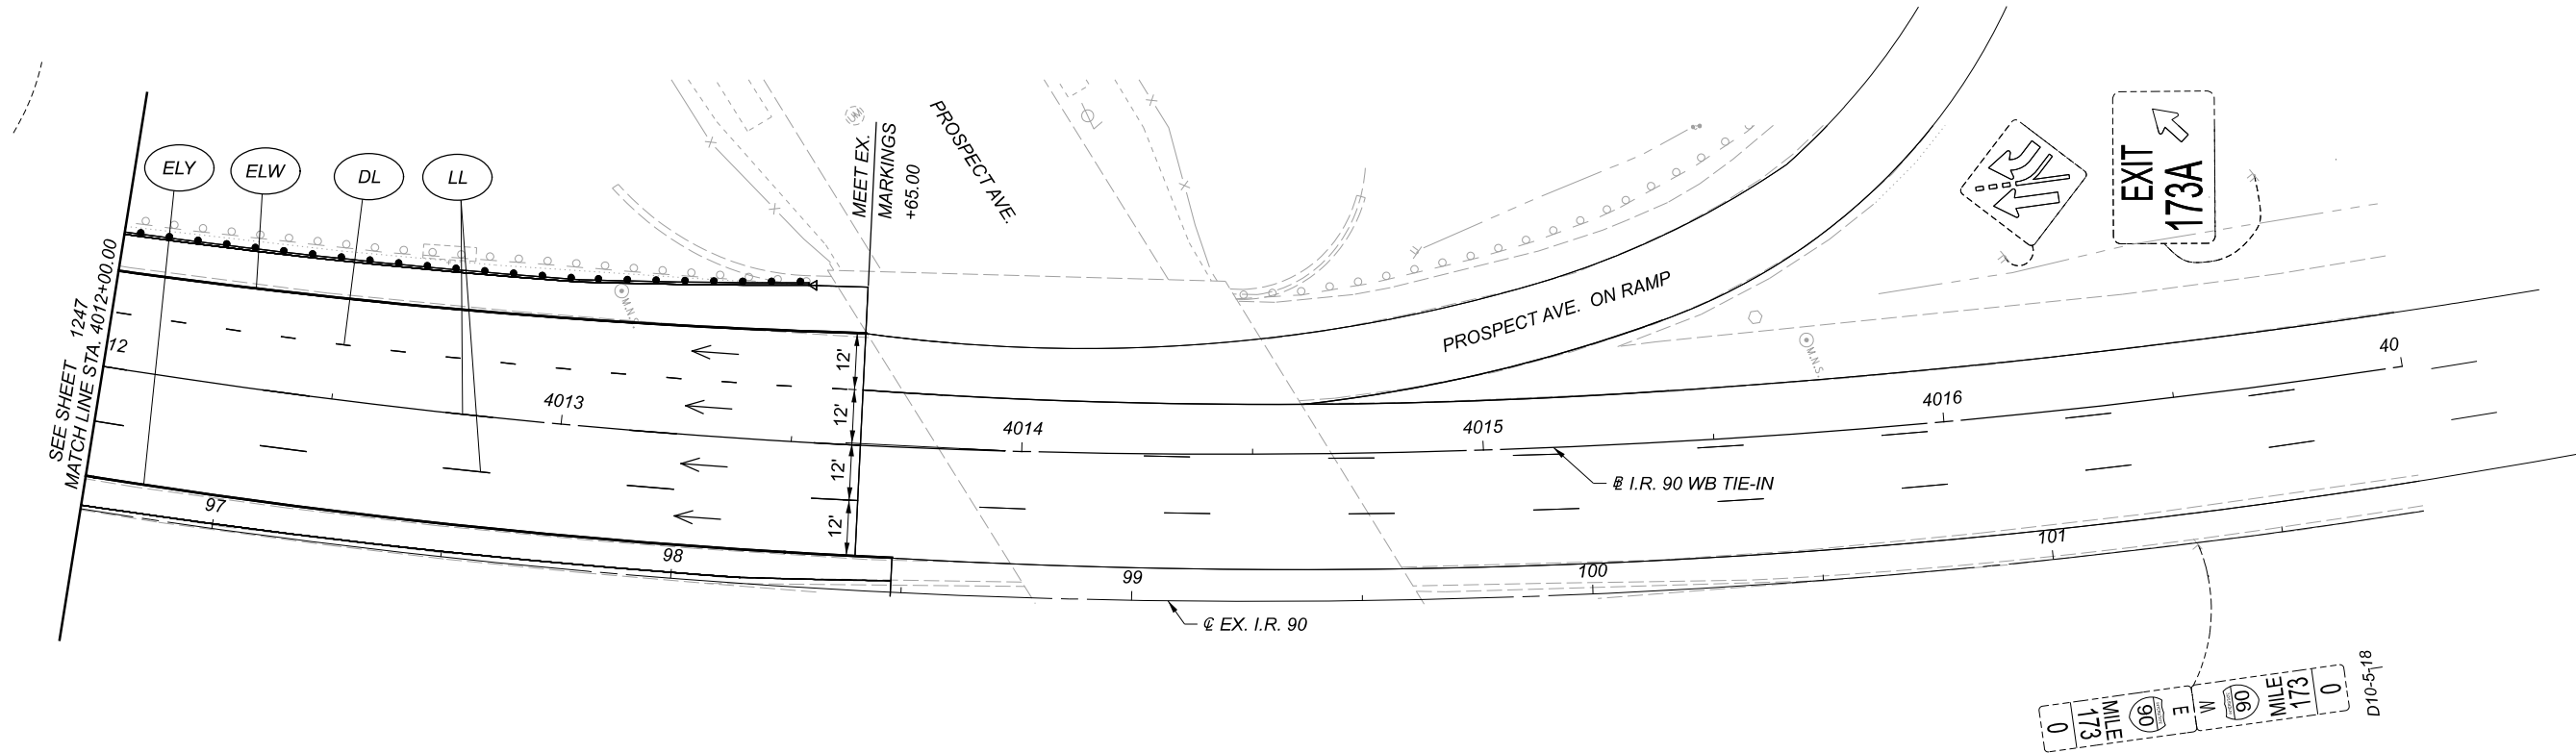 SEE SHEET 1247
MATCH LINE STA. 4012+00.00
ELY
ELW
DL
LL
MEET EX.
MARKINGS
+65.00
PROSPECT AVE.
UM
M.N.S.
12
4013
12'
12'
12'
12'
4014
4015
4016
40
PROSPECT AVE. ON RAMP
M.N.S.
EXIT
173A
℄ I.R. 90 WB TIE-IN
97
98
99
100
101
℄ EX. I.R. 90
0
173
MILE
90
E
W
90
MILE
173
0
D10-5-18